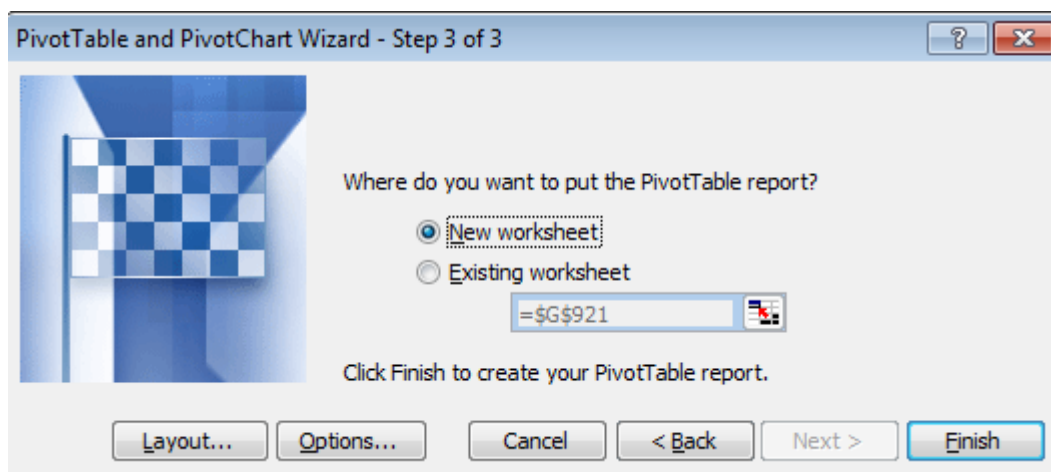 PivotTable and PivotChart Wizard - Step 3 of 3
Where do you want to put the PivotTable report?
New worksheet
Existing worksheet
=$G$921
Click Finish to create your PivotTable report.
Layout... Options... Cancel < Back Next > Finish